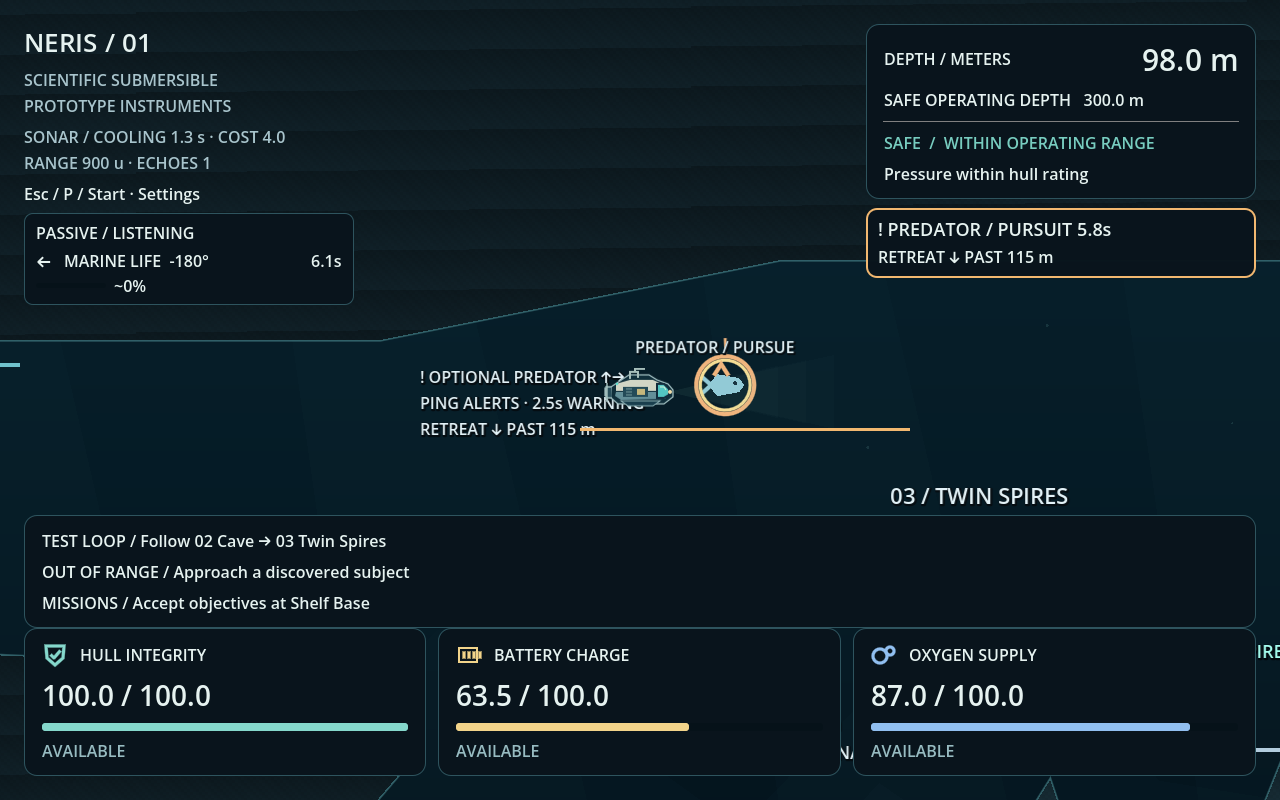 NERIS / 01
SCIENTIFIC SUBMERSIBLE
PROTOTYPE INSTRUMENTS
SONAR / COOLING 1.3 s · COST 4.0
RANGE 900 u · ECHOES 1
Esc / P / Start · Settings
PASSIVE / LISTENING
← MARINE LIFE -180° 6.1s
~0%
DEPTH / METERS 98.0 m
SAFE OPERATING DEPTH 300.0 m
SAFE / WITHIN OPERATING RANGE
Pressure within hull rating
! PREDATOR / PURSUIT 5.8s
RETREAT ↓ PAST 115 m
PREDATOR / PURSUE
! OPTIONAL PREDATOR ↑→
PING ALERTS · 2.5s WARNING
RETREAT ↓ PAST 115 m
03 / TWIN SPIRES
TEST LOOP / Follow 02 Cave → 03 Twin Spires
OUT OF RANGE / Approach a discovered subject
MISSIONS / Accept objectives at Shelf Base
HULL INTEGRITY
100.0 / 100.0
AVAILABLE
BATTERY CHARGE
63.5 / 100.0
AVAILABLE
OXYGEN SUPPLY
87.0 / 100.0
AVAILABLE